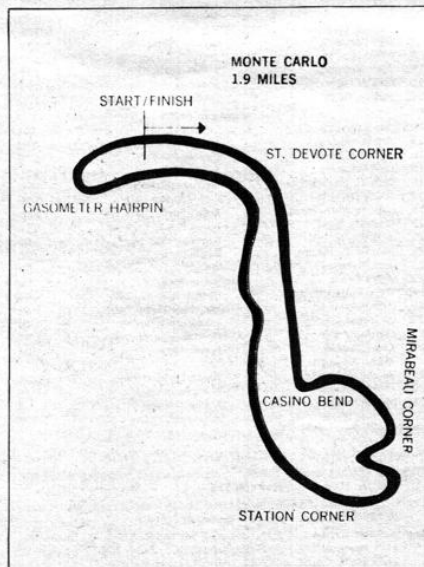 MONTE CARLO
1.9 MILES
START/FINISH
ST. DEVOTE CORNER
GASOMETER HAIRPIN
MIRABEAU CORNER
CASINO BEND
STATION CORNER